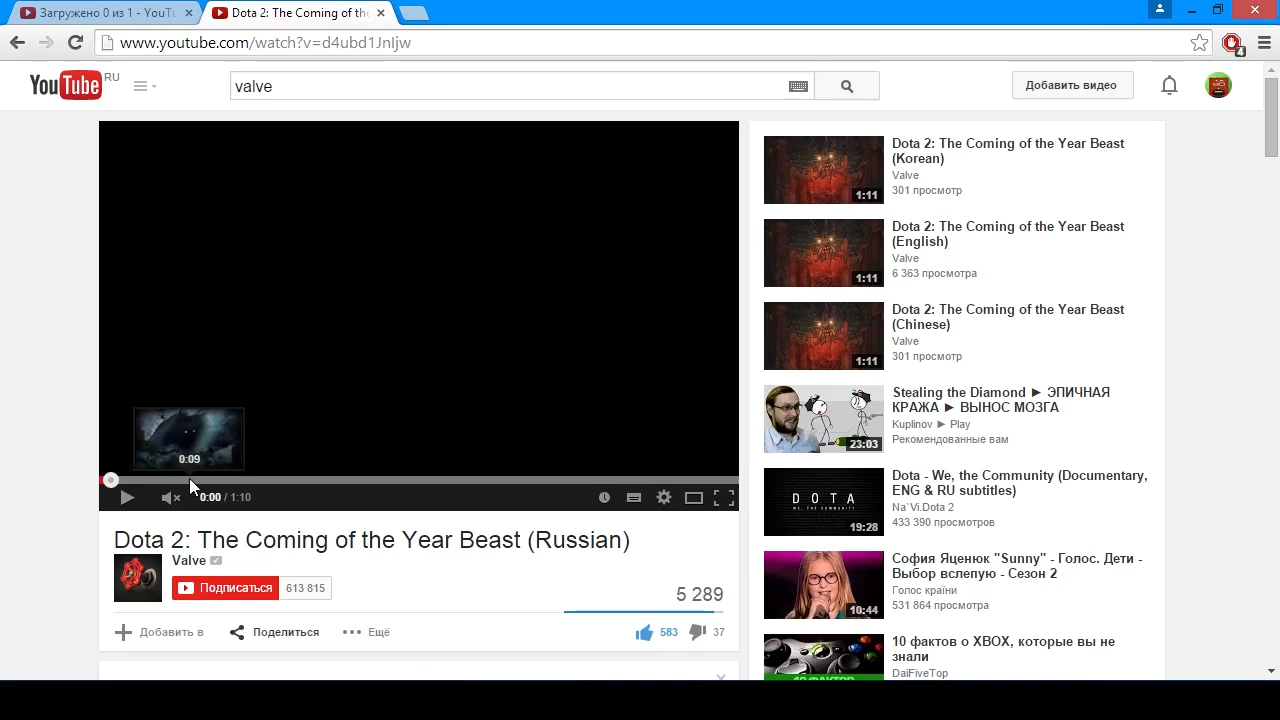 Загружено 0 из 1 - YouTu
Dota 2: The Coming of th
www.youtube.com/watch?v=d4ubd1JnIjw
4
YouTube RU
valve
Добавить видео
0:09
0:00 / 1:10
Dota 2: The Coming of the Year Beast (Russian)
Valve
Подписаться 613 815
5 289
Добавить в
Поделиться
Ещё
583
37
Dota 2: The Coming of the Year Beast
(Korean)
Valve
301 просмотр
1:11
Dota 2: The Coming of the Year Beast
(English)
Valve
6 363 просмотра
1:11
Dota 2: The Coming of the Year Beast
(Chinese)
Valve
301 просмотр
1:11
Stealing the Diamond ► ЭПИЧНАЯ
КРАЖА ► ВЫНОС МОЗГА
Kuplinov ► Play
Рекомендованные вам
23:03
Dota - We, the Community (Documentary,
ENG & RU subtitles)
Na`Vi.Dota 2
433 390 просмотров
DOTA
WE, THE COMMUNITY
19:28
София Яценюк "Sunny" - Голос. Дети -
Выбор вслепую - Сезон 2
Голос країни
531 864 просмотра
10:44
10 фактов о XBOX, которые вы не
знали
DaiFiveTop